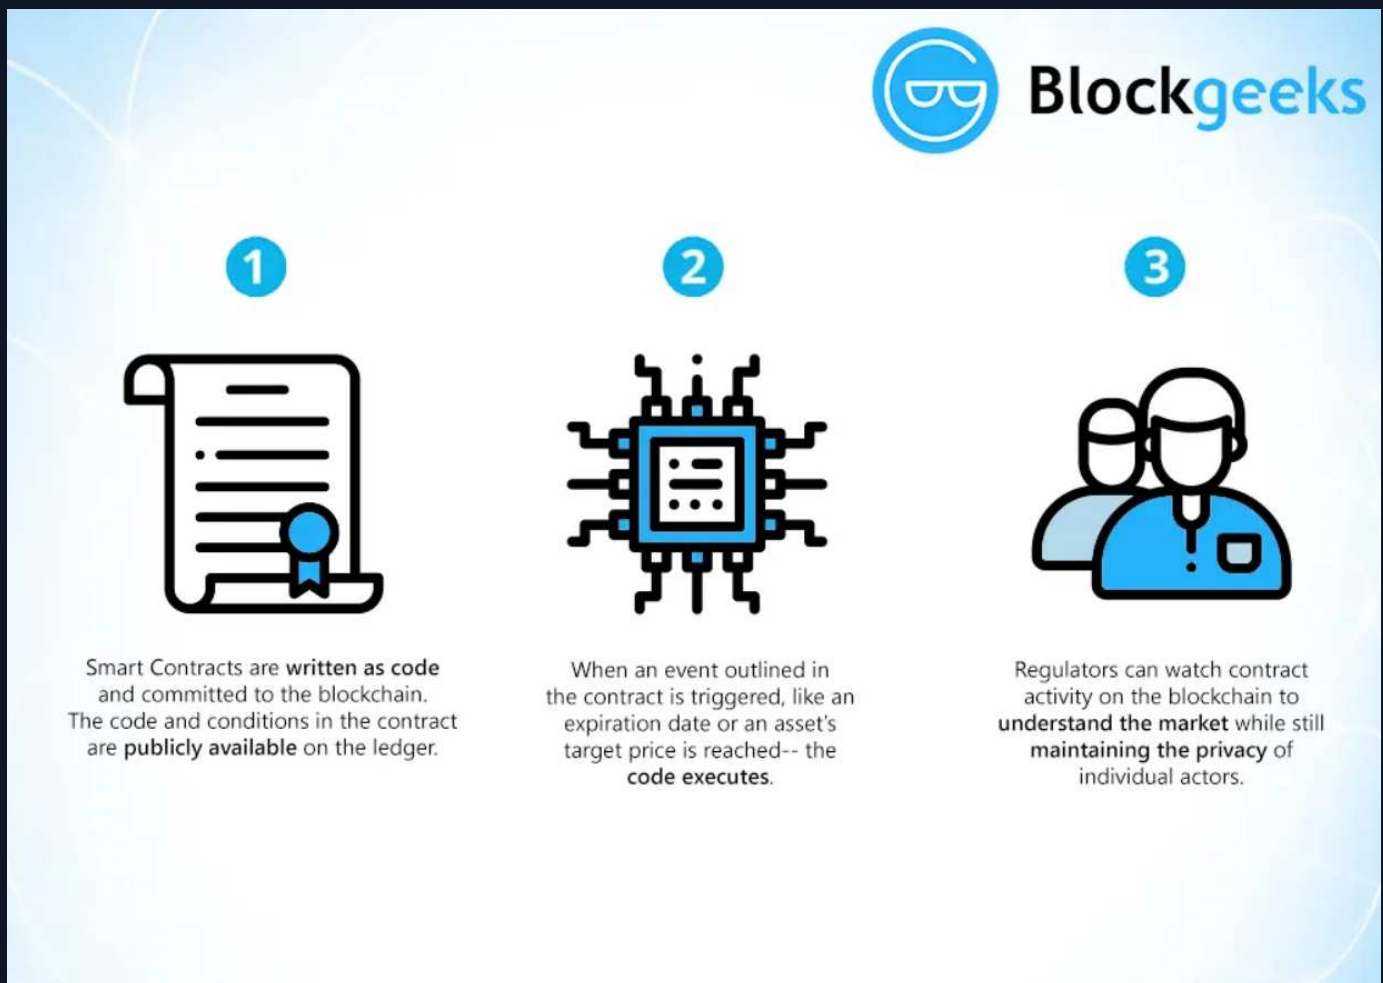 Blockgeeks
1
Smart Contracts are written as code
and committed to the blockchain.
The code and conditions in the contract
are publicly available on the ledger.
2
When an event outlined in
the contract is triggered, like an
expiration date or an asset's
target price is reached-- the
code executes.
3
Regulators can watch contract
activity on the blockchain to
understand the market while still
maintaining the privacy of
individual actors.